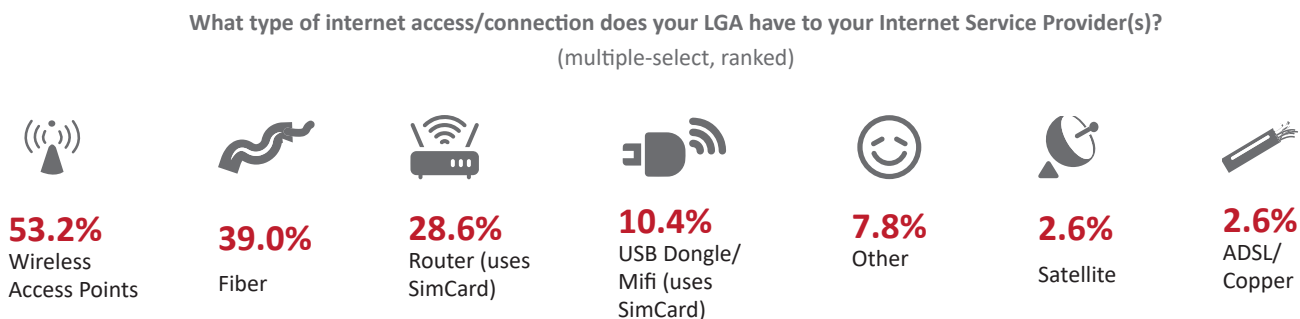 What type of internet access/connection does your LGA have to your Internet Service Provider(s)?
(multiple-select, ranked)
53.2%
Wireless
Access Points
39.0%
Fiber
28.6%
Router (uses
SimCard)
10.4%
USB Dongle/
Mifi (uses
SimCard)
7.8%
Other
2.6%
Satellite
2.6%
ADSL/
Copper